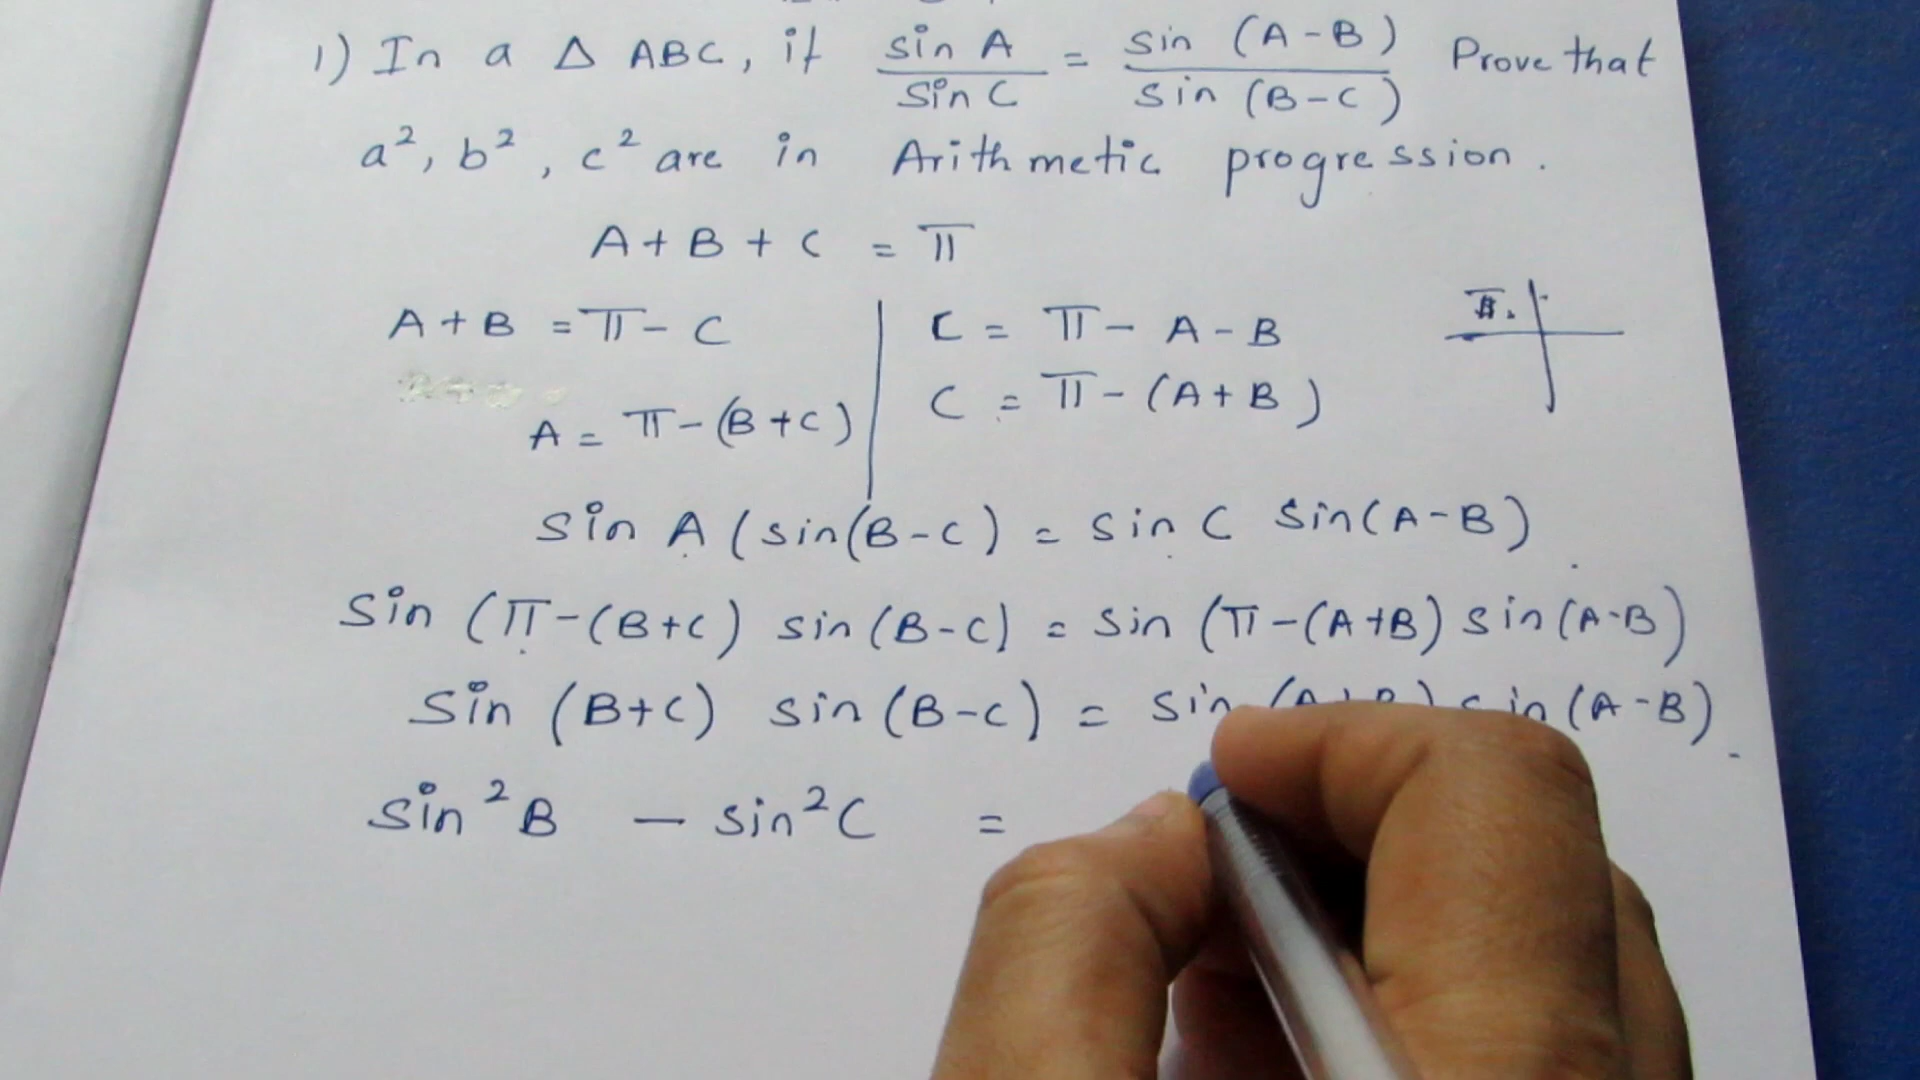 1) In a Δ ABC, if sin A / sin C = sin (A-B) / sin (B-C) Prove that
a², b², c² are in Arithmetic progression.
A + B + C = π
A + B = π - C
A = π - (B + C)
C = π - A - B
C = π - (A + B)
sin A (sin(B-C) = sin C sin(A-B)
sin (π-(B+C) sin(B-C) = sin (π-(A+B) sin(A-B)
sin (B+C) sin(B-C) = sin sin(A-B)
sin²B - sin²C =